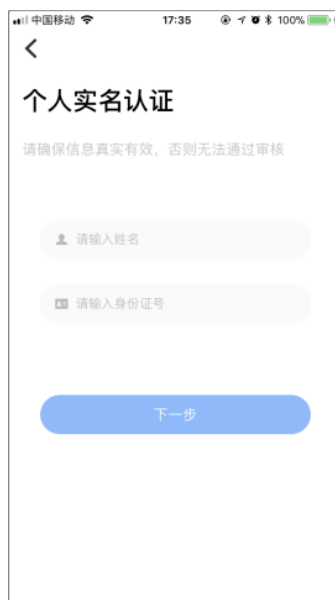 中国移动 17:35 100%
个人实名认证
请确保信息真实有效，否则无法通过审核
请输入姓名
请输入身份证号
下一步